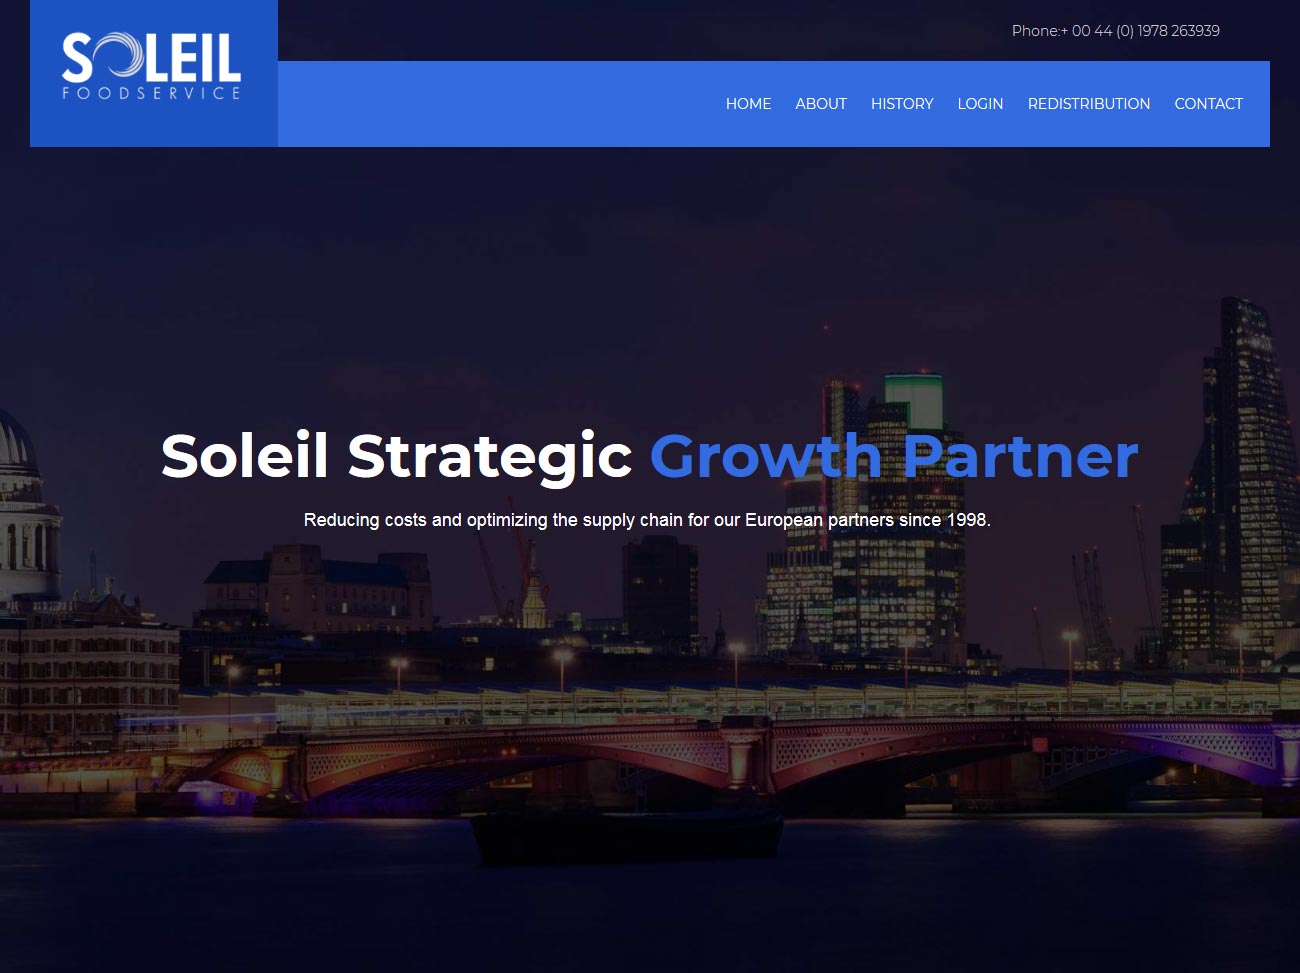 SOLEIL
FOODSERVICE
Phone:+ 00 44 (0) 1978 263939
HOME ABOUT HISTORY LOGIN REDISTRIBUTION CONTACT
Soleil Strategic Growth Partner
Reducing costs and optimizing the supply chain for our European partners since 1998.